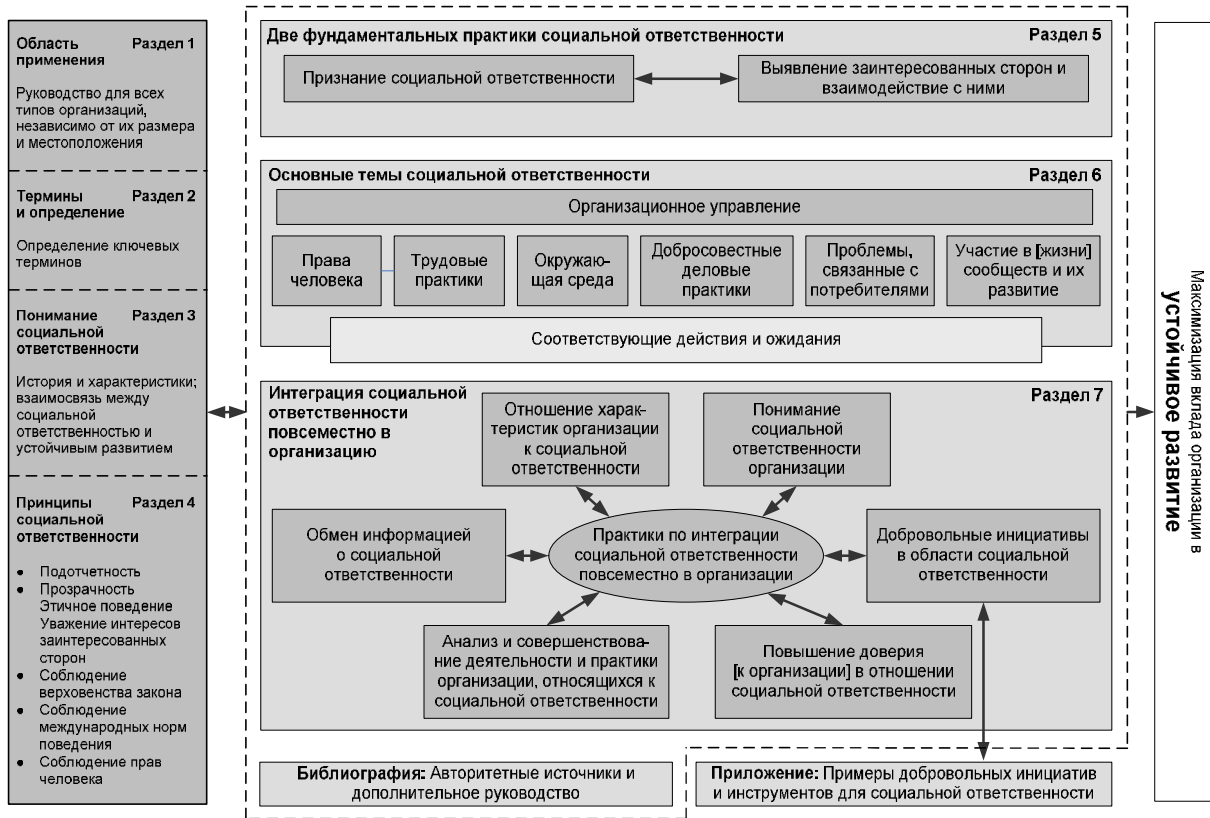 Область Раздел 1
применения
Руководство для всех
типов организаций,
независимо от их размера
и местоположения
Термины Раздел 2
и определение
Определение ключевых
терминов
Понимание Раздел 3
социальной
ответственности
История и характеристики;
взаимосвязь между
социальной
ответственностью и
устойчивым развитием
Принципы Раздел 4
социальной
ответственности
● Подотчетность
● Прозрачность
Этичное поведение
Уважение интересов
заинтересованных
сторон
● Соблюдение
верховенства закона
● Соблюдение
международных норм
поведения
● Соблюдение прав
человека
Две фундаментальных практики социальной ответственности Раздел 5
Признание социальной ответственности
Выявление заинтересованных сторон и
взаимодействие с ними
Основные темы социальной ответственности Раздел 6
Организационное управление
Права
человека
Трудовые
практики
Окружаю-
щая среда
Добросовестные
деловые
практики
Проблемы,
связанные с
потребителями
Участие в [жизни]
сообществ и их
развитие
Соответствующие действия и ожидания
Интеграция социальной Раздел 7
ответственности
повсеместно в
организацию
Отношение харак-
теристик организации
к социальной
ответственности
Понимание
социальной
ответственности
организации
Обмен информацией
о социальной
ответственности
Практики по интеграции
социальной ответственности
повсеместно в организации
Добровольные инициативы
в области социальной
ответственности
Анализ и совершенствова-
ние деятельности и практики
организации, относящихся к
социальной ответственности
Повышение доверия
[к организации] в отношении
социальной ответственности
Библиография: Авторитетные источники и
дополнительное руководство
Приложение: Примеры добровольных инициатив
и инструментов для социальной ответственности
Максимизация вклада организации в
устойчивое развитие